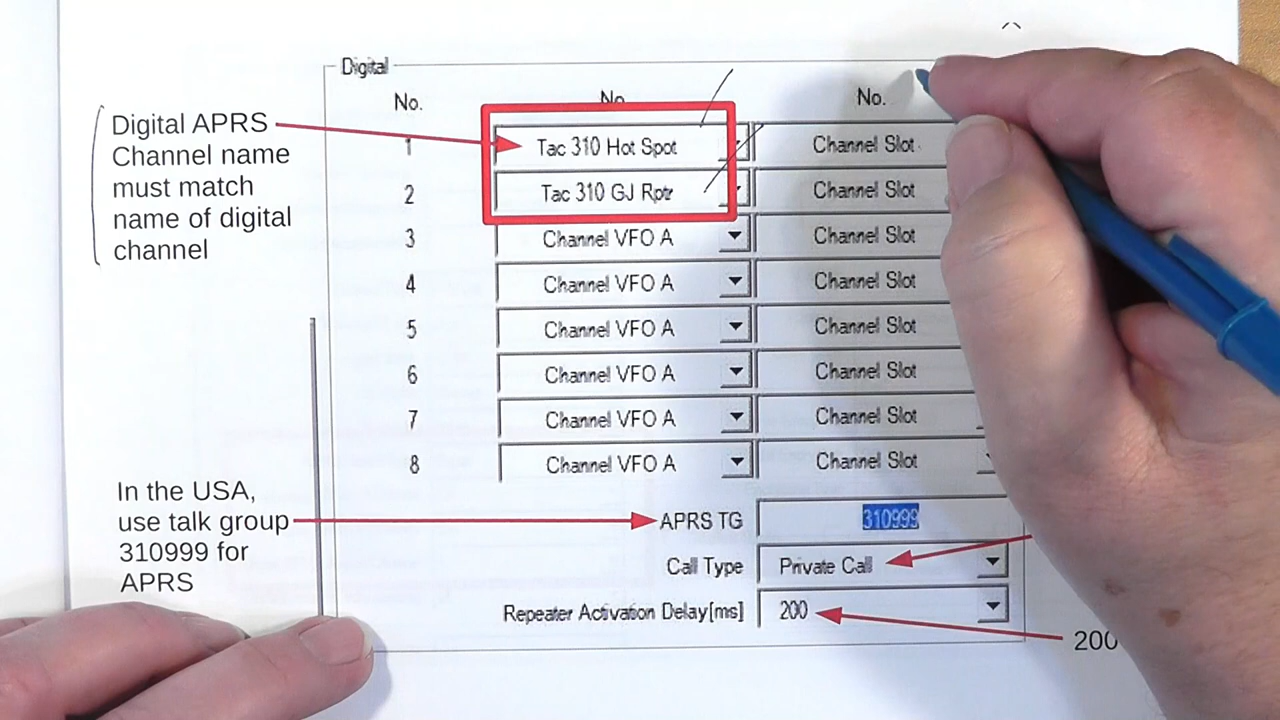 Digital
No. No. No.
Digital APRS
Channel name
must match
name of digital
channel
1 Tac 310 Hot Spot Channel Slot
2 Tac 310 GJ Rptr Channel Slot
3 Channel VFO A Channel Slot
4 Channel VFO A Channel Slot
5 Channel VFO A Channel Slot
6 Channel VFO A Channel Slot
7 Channel VFO A Channel Slot
8 Channel VFO A Channel Slot
In the USA,
use talk group
310999 for
APRS
APRS TG 310999
Call Type Private Call
Repeater Activation Delay[ms] 200
200